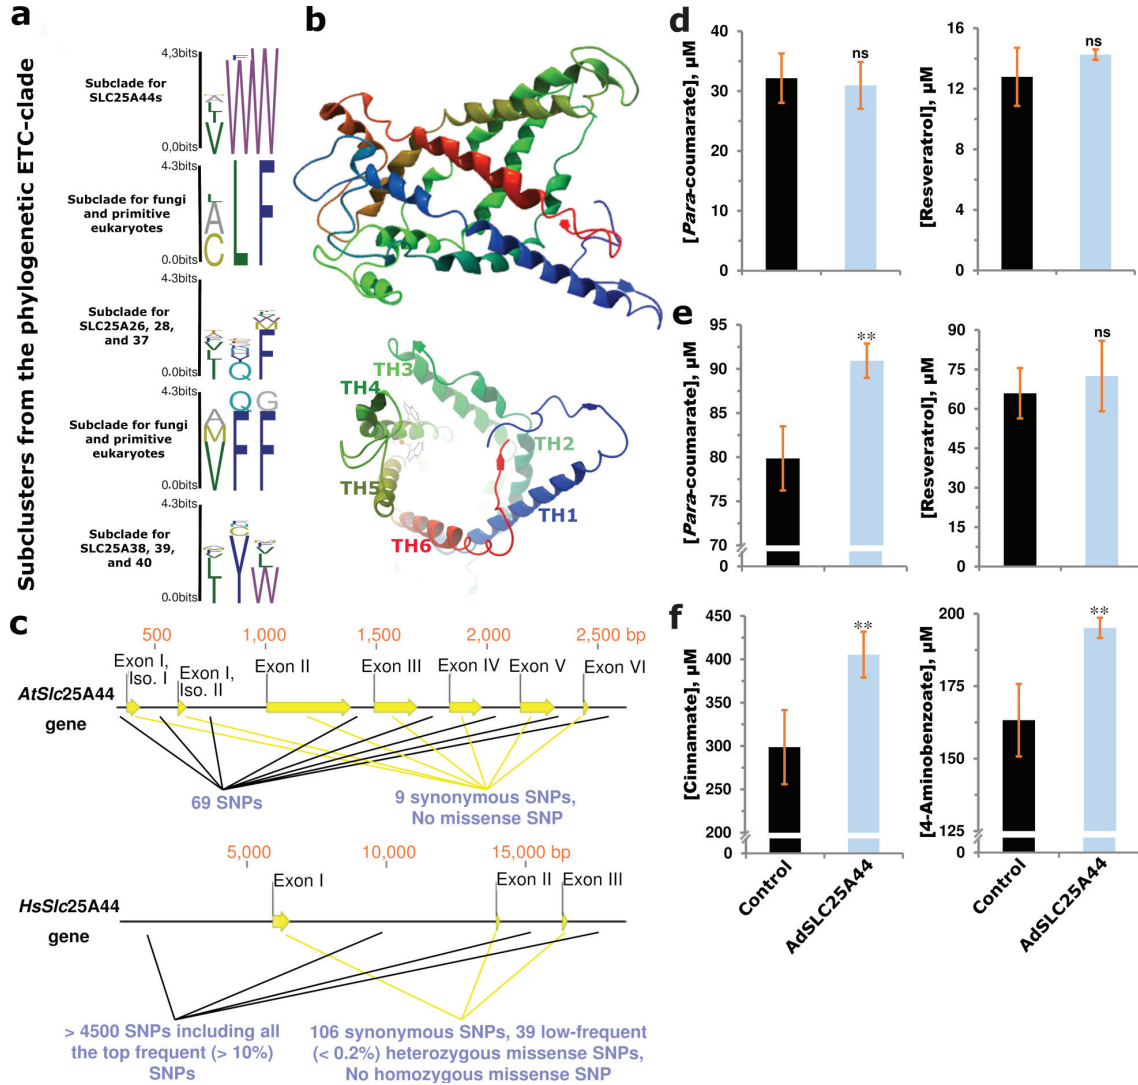 a
Subclusters from the phylogenetic ETC-clade
4,3bits
Subclade for
SLC25A44s
0,0bits
4.3bits
Subclade for fungi
and primitive
eukaryotes
0.0bits
4.3bits
Subclade for
SLC25A26, 28,
and 37
0.0bits
4.3bits
Subclade for fungi
and primitive
eukaryotes
0.0bits
4.3bits
Subclade for
SLC25A38, 39,
and 40
0.0bits
T
V
W W W
L
A
C
L
F
T
Q
F
A
M
V
Q
F
G
F
T
C
Y
L
W
b
TH3
TH4
TH2
TH5
TH1
TH6
c
500 1,000 1,500 2,000 2,500 bp
Exon I,
Iso. I
Exon I,
Iso. II
Exon II
Exon III
Exon IV
Exon V
Exon VI
AtSlc25A44
gene
69 SNPs
9 synonymous SNPs,
No missense SNP
5,000 10,000 15,000 bp
Exon I
Exon II
Exon III
HsSlc25A44
gene
> 4500 SNPs including all
the top frequent (> 10%)
SNPs
106 synonymous SNPs, 39 low-frequent
(< 0.2%) heterozygous missense SNPs,
No homozygous missense SNP
d
[Para-coumarate], µM
40
35
30
25
20
15
10
5
0
ns
[Resveratrol], µM
16
14
12
10
8
6
4
2
0
ns
e
[Para-coumarate], µM
95
90
85
80
75
70
0
**
[Resveratrol], µM
90
75
60
45
30
15
0
ns
f
[Cinnamate], µM
450
400
350
300
250
200
0
**
Control
AdSLC25A44
[4-Aminobenzoate], µM
200
175
150
125
0
**
Control
AdSLC25A44